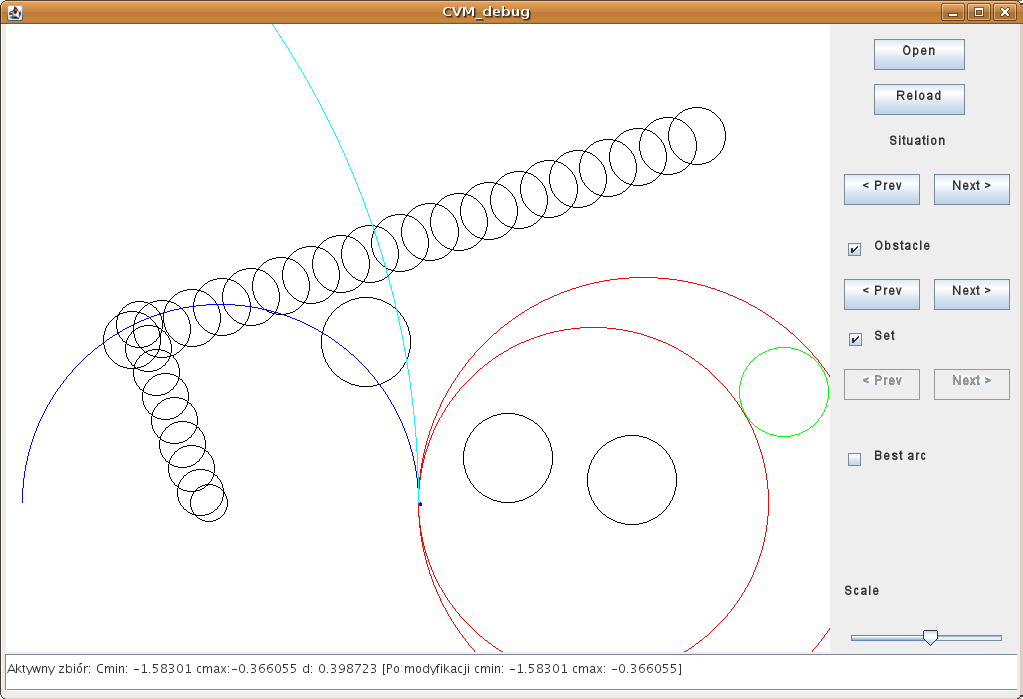 CVM_debug
Open
Reload
Situation
< Prev Next >
Obstacle
< Prev Next >
Set
< Prev Next >
Best arc
Scale
Aktywny zbiór: Cmin: -1.58301 cmax:-0.366055 d: 0.398723 [Po modyfikacji cmin: -1.58301 cmax: -0.366055]